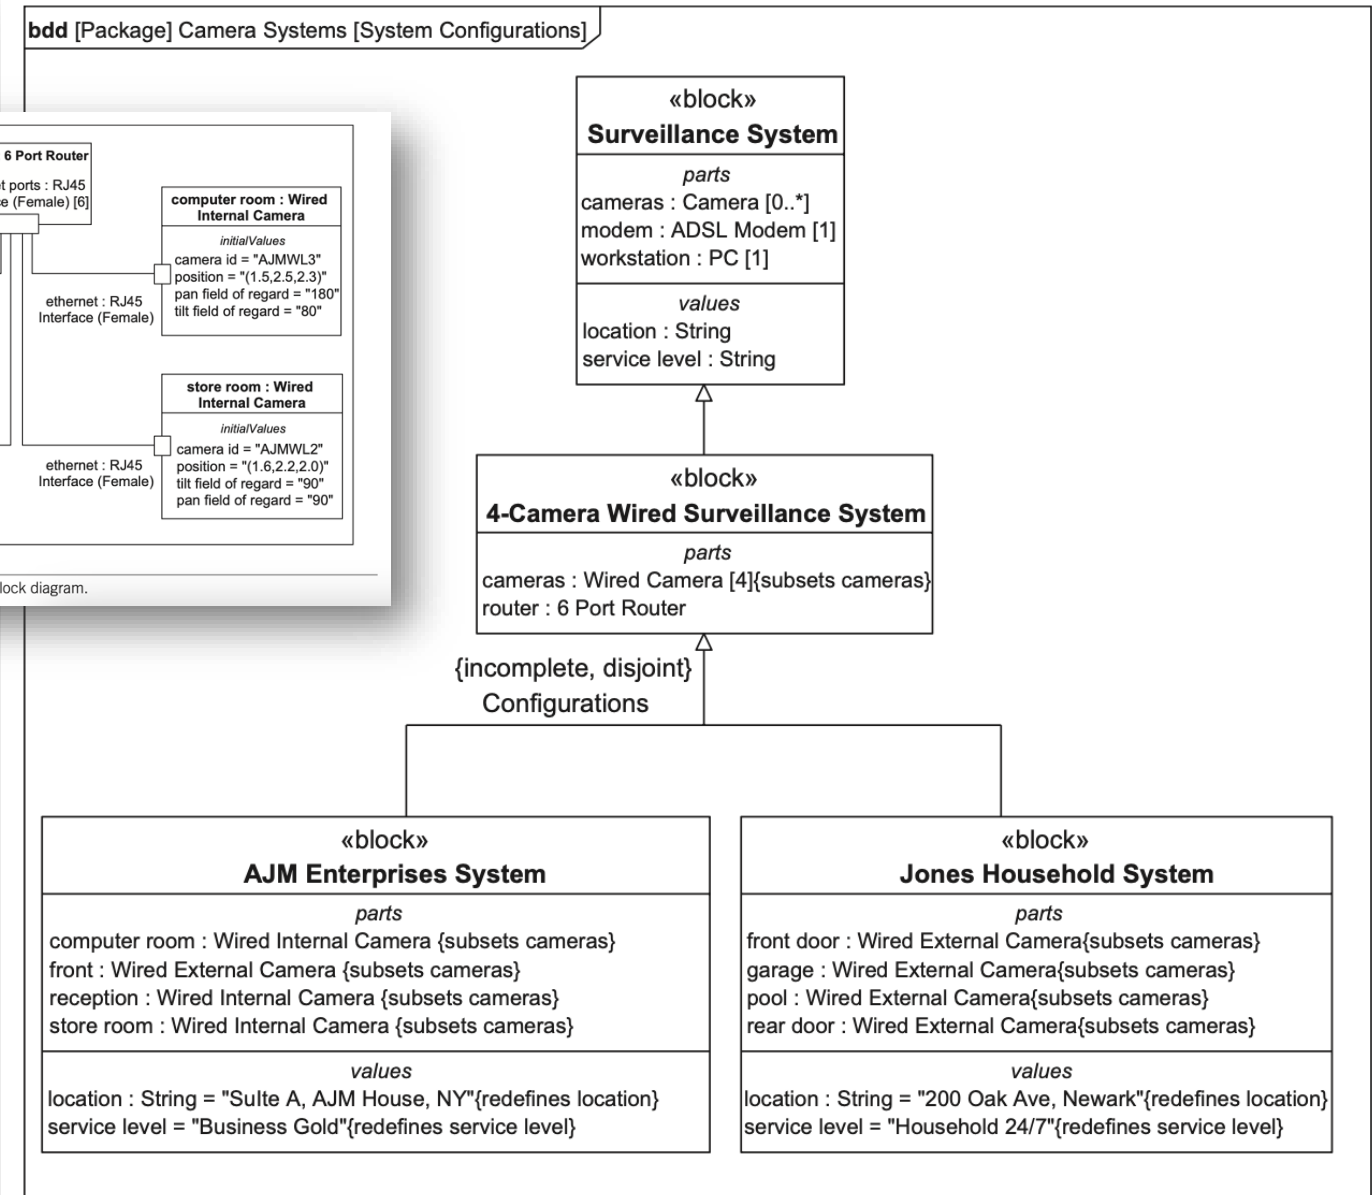 bdd [Package] Camera Systems [System Configurations]
6 Port Router
ports : RJ45
(Female) [6]
computer room : Wired
Internal Camera
initialValues
camera id = "AJMWL3"
position = "(1.5,2.5,2.3)"
pan field of regard = "180"
tilt field of regard = "80"
ethernet : RJ45
Interface (Female)
store room : Wired
Internal Camera
initialValues
camera id = "AJMWL2"
position = "(1.6,2.2,2.0)"
tilt field of regard = "90"
pan field of regard = "90"
ethernet : RJ45
Interface (Female)
lock diagram.
«block»
Surveillance System
parts
cameras : Camera [0..*]
modem : ADSL Modem [1]
workstation : PC [1]
values
location : String
service level : String
«block»
4-Camera Wired Surveillance System
parts
cameras : Wired Camera [4]{subsets cameras}
router : 6 Port Router
{incomplete, disjoint}
Configurations
«block»
AJM Enterprises System
parts
computer room : Wired Internal Camera {subsets cameras}
front : Wired External Camera {subsets cameras}
reception : Wired Internal Camera {subsets cameras}
store room : Wired Internal Camera {subsets cameras}
values
location : String = "SuIte A, AJM House, NY"{redefines location}
service level = "Business Gold"{redefines service level}
«block»
Jones Household System
parts
front door : Wired External Camera{subsets cameras}
garage : Wired External Camera{subsets cameras}
pool : Wired External Camera{subsets cameras}
rear door : Wired External Camera{subsets cameras}
values
location : String = "200 Oak Ave, Newark"{redefines location}
service level = "Household 24/7"{redefines service level}